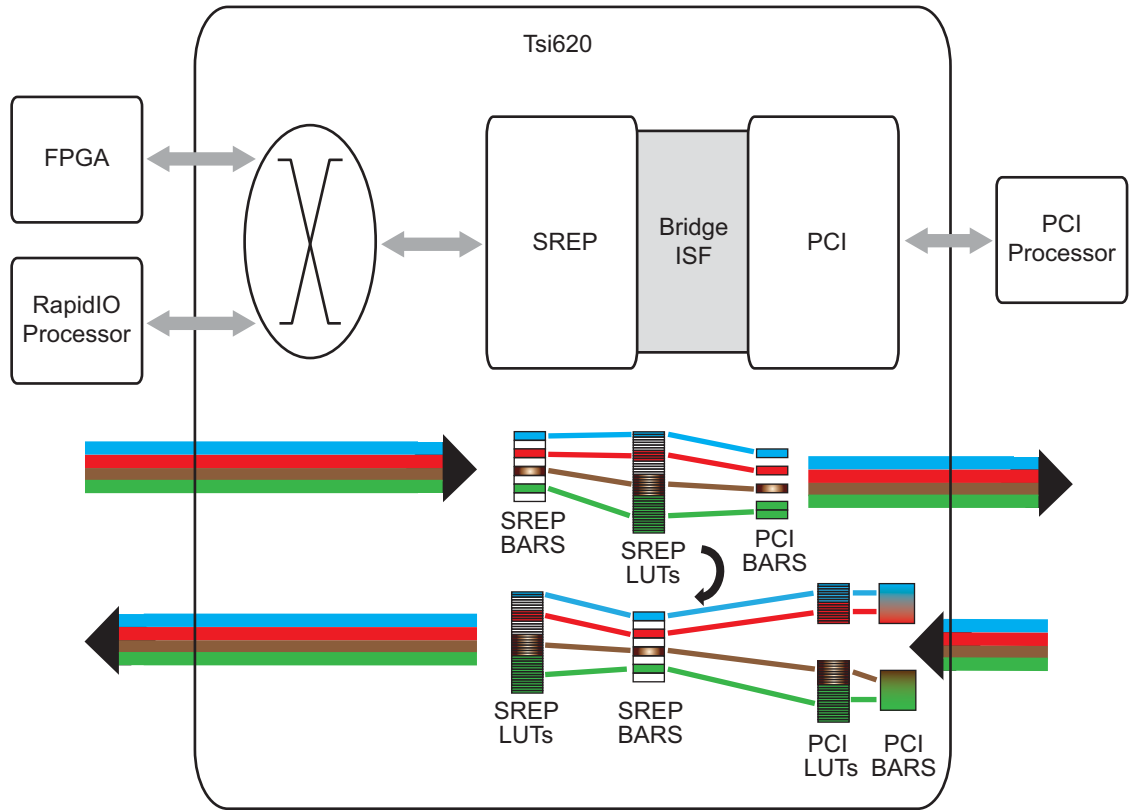 Tsi620
FPGA
RapidIO
Processor
SREP
Bridge
ISF
PCI
PCI
Processor
SREP
BARS
SREP
LUTs
PCI
BARS
SREP
LUTs
SREP
BARS
PCI
LUTs
PCI
BARS